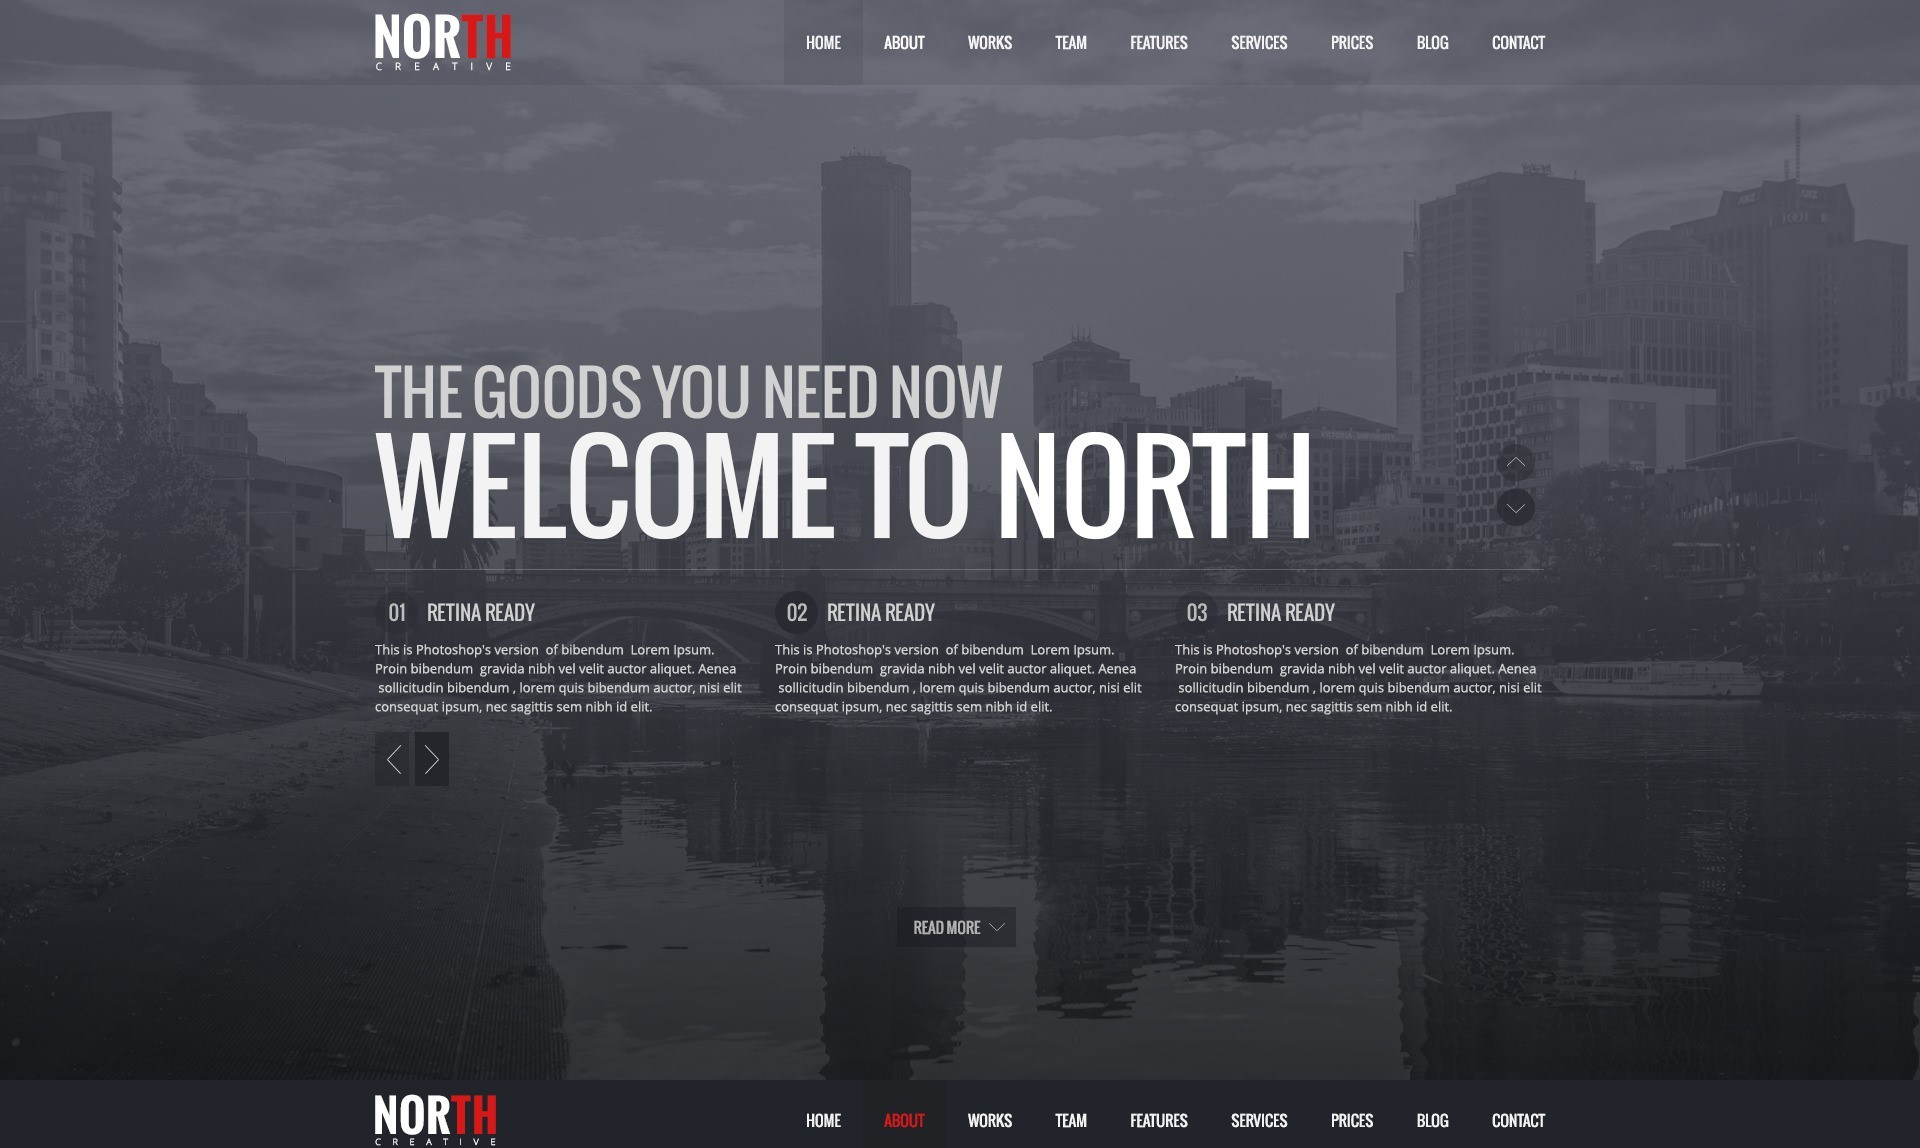 NORTH
CREATIVE
HOME ABOUT WORKS TEAM FEATURES SERVICES PRICES BLOG CONTACT
THE GOODS YOU NEED NOW
WELCOME TO NORTH
01 RETINA READY
This is Photoshop's version of bibendum Lorem Ipsum.
Proin bibendum gravida nibh vel velit auctor aliquet. Aenea
sollicitudin bibendum , lorem quis bibendum auctor, nisi elit
consequat ipsum, nec sagittis sem nibh id elit.
02 RETINA READY
This is Photoshop's version of bibendum Lorem Ipsum.
Proin bibendum gravida nibh vel velit auctor aliquet. Aenea
sollicitudin bibendum , lorem quis bibendum auctor, nisi elit
consequat ipsum, nec sagittis sem nibh id elit.
03 RETINA READY
This is Photoshop's version of bibendum Lorem Ipsum.
Proin bibendum gravida nibh vel velit auctor aliquet. Aenea
sollicitudin bibendum , lorem quis bibendum auctor, nisi elit
consequat ipsum, nec sagittis sem nibh id elit.
READ MORE
NORTH
CREATIVE
HOME ABOUT WORKS TEAM FEATURES SERVICES PRICES BLOG CONTACT